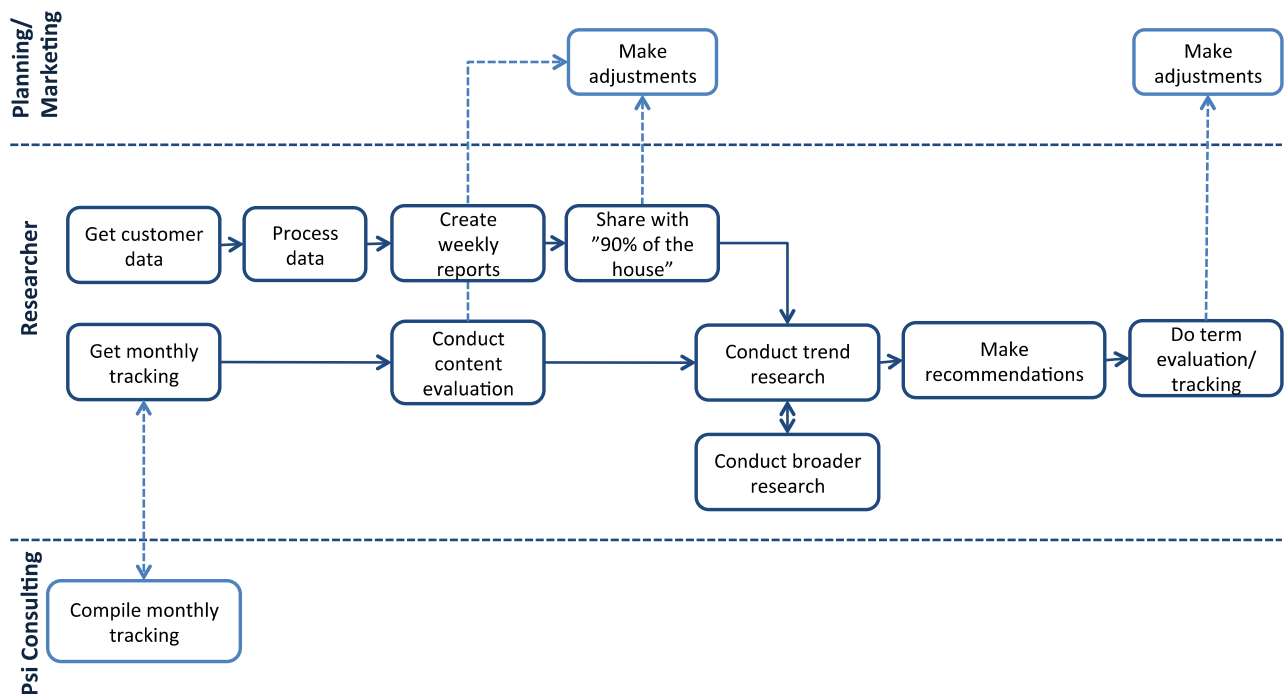 Planning/
Marketing
Make
adjustments
Make
adjustments
Researcher
Get customer
data
Process
data
Create
weekly
reports
Share with
”90% of the
house”
Get monthly
tracking
Conduct
content
evaluation
Conduct trend
research
Make
recommendations
Do term
evaluation/
tracking
Conduct broader
research
Psi Consulting
Compile monthly
tracking